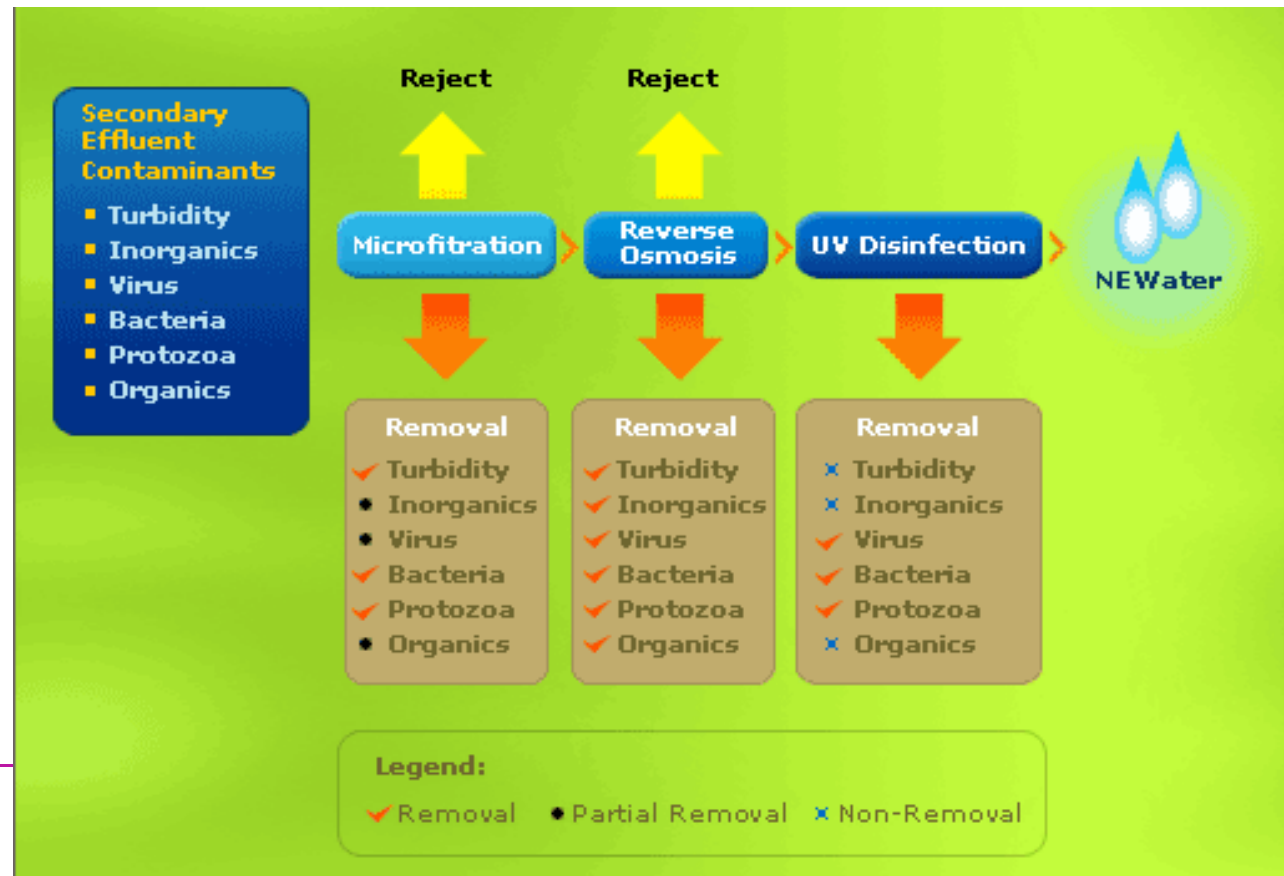 Reject
Reject
Secondary
Effluent
Contaminants
Turbidity
Inorganics
Virus
Bacteria
Protozoa
Organics
Microfitration
Reverse
Osmosis
UV Disinfection
NEWater
Removal
Turbidity
Inorganics
Virus
Bacteria
Protozoa
Organics
Removal
Turbidity
Inorganics
Virus
Bacteria
Protozoa
Organics
Removal
Turbidity
Inorganics
Virus
Bacteria
Protozoa
Organics
Legend:
Removal Partial Removal Non-Removal